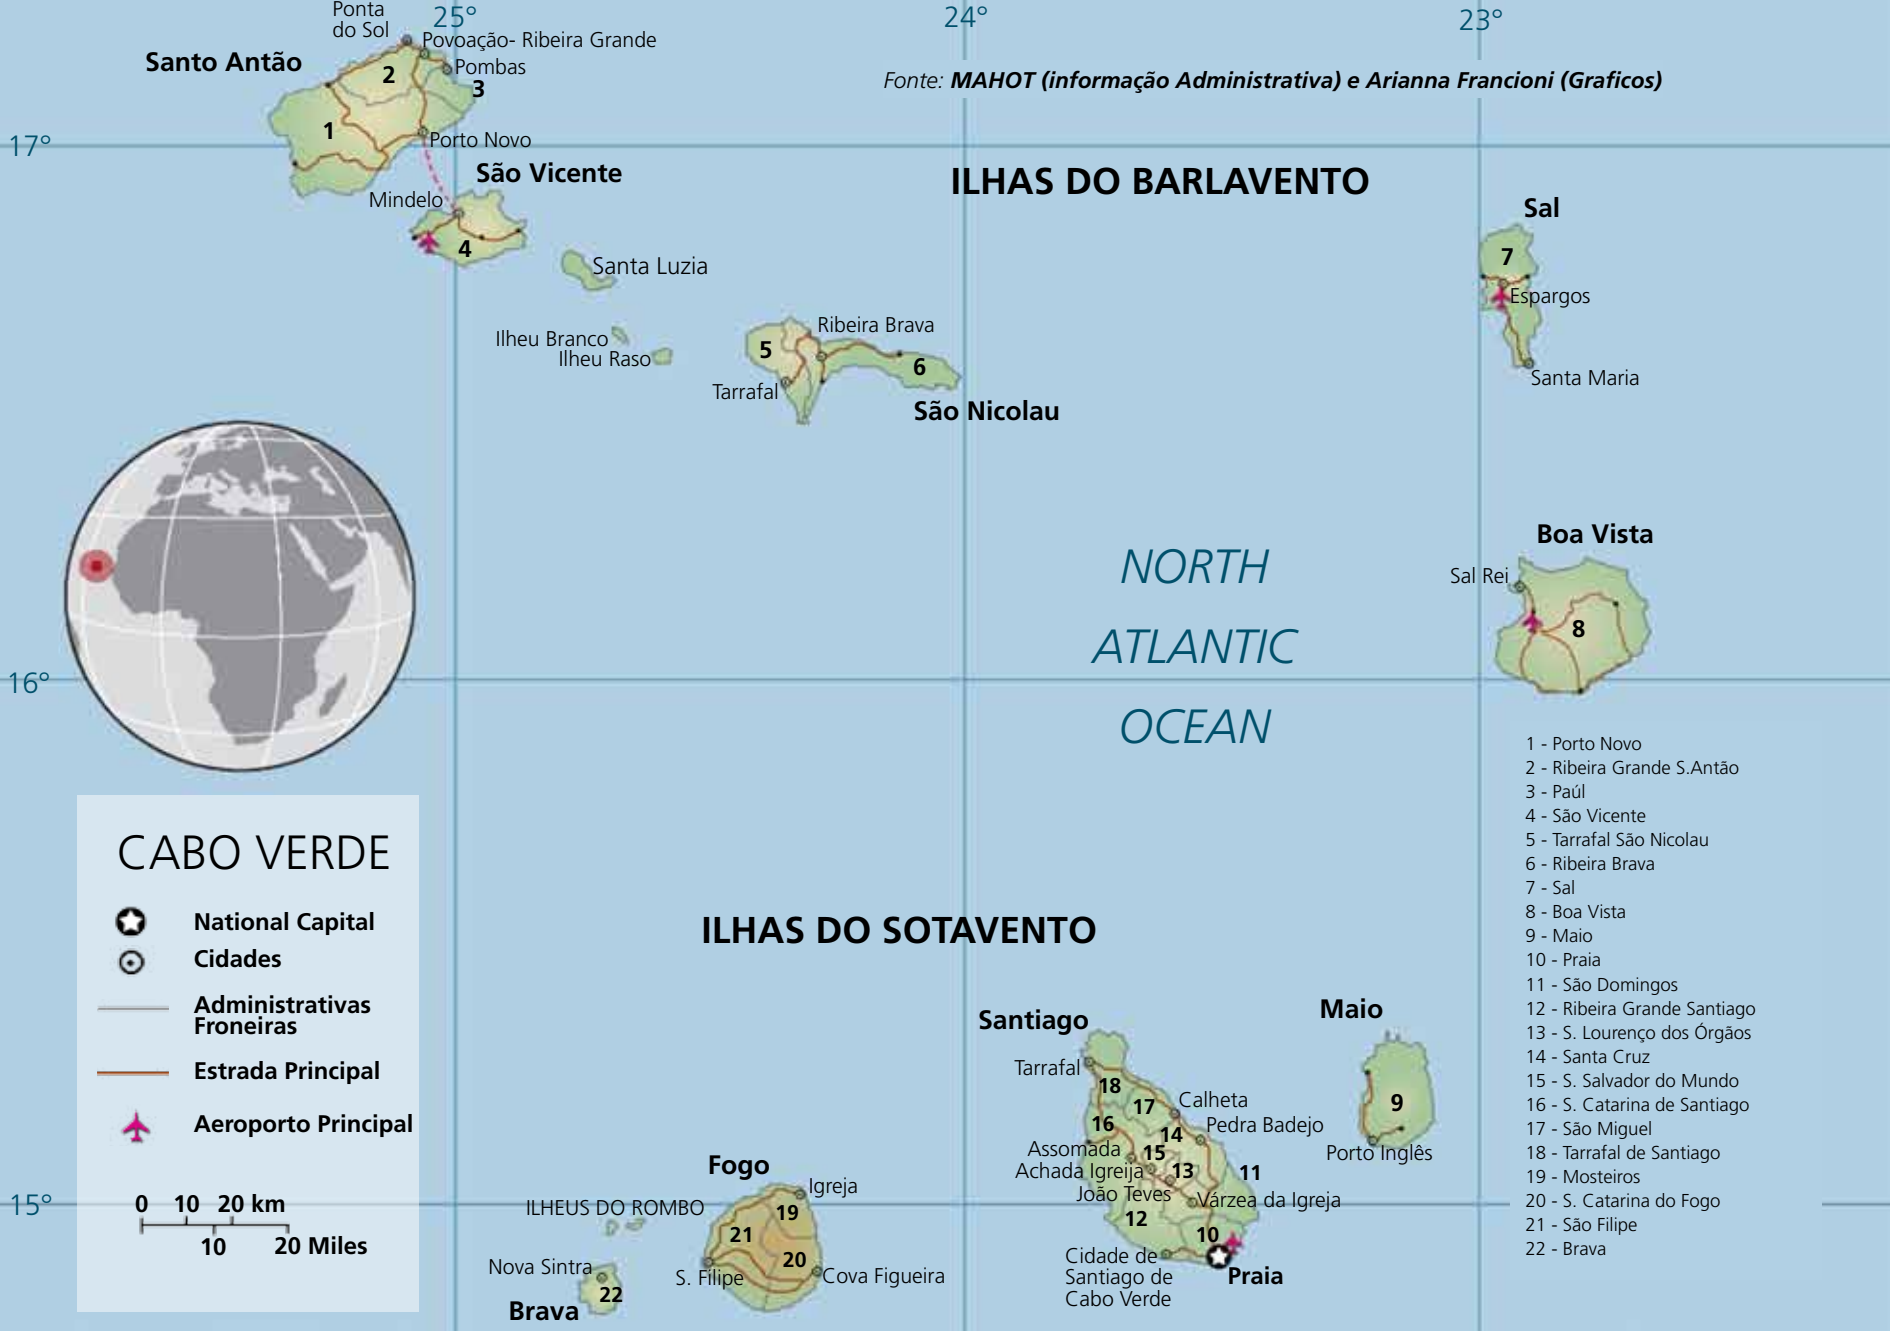 25°
24°
23°
Ponta
do Sol
Povoação- Ribeira Grande
Santo Antão
2
Pombas
3
Fonte: MAHOT (informação Administrativa) e Arianna Francioni (Graficos)
1
17°
Porto Novo
São Vicente
ILHAS DO BARLAVENTO
Mindelo
4
Sal
7
Santa Luzia
Espargos
Ribeira Brava
Ilheu Branco
Ilheu Raso
5
6
Tarrafal
Santa Maria
São Nicolau
Boa Vista
NORTH
Sal Rei
8
ATLANTIC
16°
OCEAN
1 - Porto Novo
2 - Ribeira Grande S.Antão
3 - Paúl
4 - São Vicente
5 - Tarrafal São Nicolau
6 - Ribeira Brava
7 - Sal
8 - Boa Vista
9 - Maio
10 - Praia
11 - São Domingos
12 - Ribeira Grande Santiago
13 - S. Lourenço dos Órgãos
14 - Santa Cruz
15 - S. Salvador do Mundo
16 - S. Catarina de Santiago
17 - São Miguel
18 - Tarrafal de Santiago
19 - Mosteiros
20 - S. Catarina do Fogo
21 - São Filipe
22 - Brava
CABO VERDE
National Capital
Cidades
Administrativas
Froneiras
Estrada Principal
Aeroporto Principal
0 10 20 km
10 20 Miles
ILHAS DO SOTAVENTO
Santiago
Maio
Tarrafal
18
17
Calheta
9
16
14
Pedra Badejo
Assomada
15
Porto Inglês
Achada Igreija
13
11
João Teves
Várzea da Igreja
12
10
Cidade de
Santiago de
Cabo Verde
Praia
15°
Fogo
Igreja
ILHEUS DO ROMBO
19
21
20
Nova Sintra
S. Filipe
Cova Figueira
22
Brava